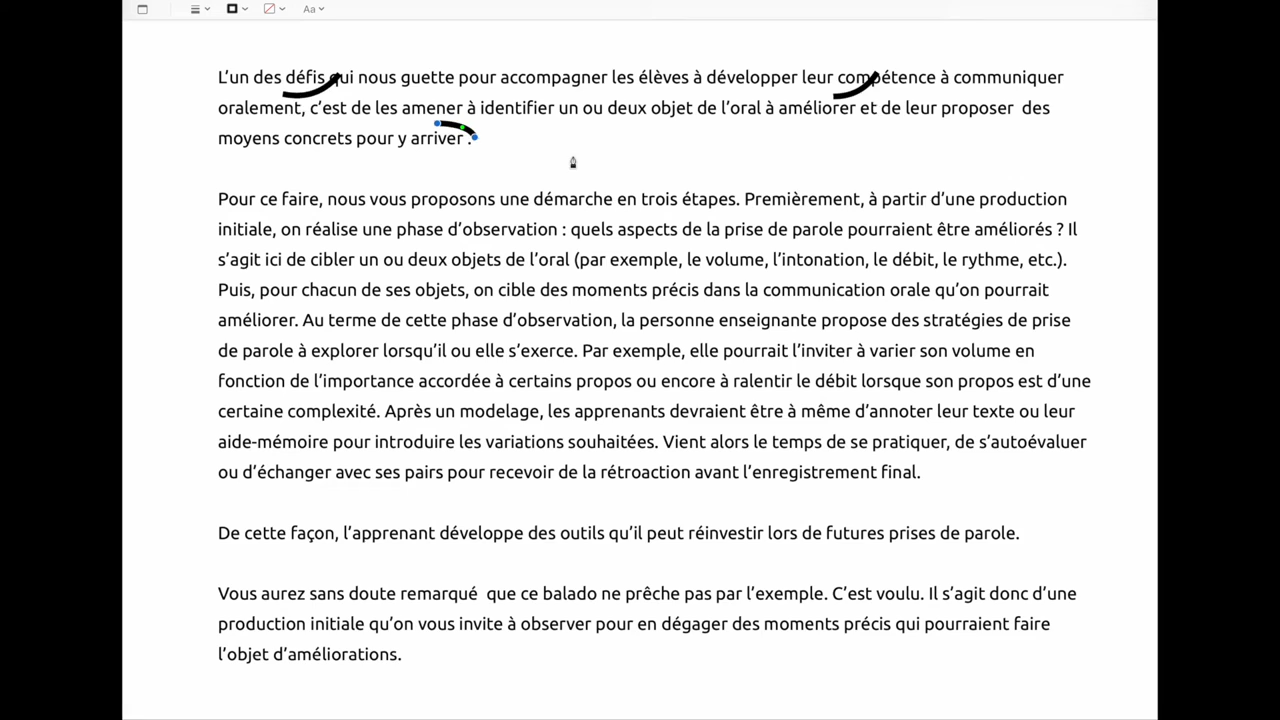 Aa
L’un des défis qui nous guette pour accompagner les élèves à développer leur compétence à communiquer
oralement, c’est de les amener à identifier un ou deux objet de l’oral à améliorer et de leur proposer  des
moyens concrets pour y arriver .
Pour ce faire, nous vous proposons une démarche en trois étapes. Premièrement, à partir d’une production
initiale, on réalise une phase d’observation : quels aspects de la prise de parole pourraient être améliorés ? Il
s’agit ici de cibler un ou deux objets de l’oral (par exemple, le volume, l’intonation, le débit, le rythme, etc.).
Puis, pour chacun de ses objets, on cible des moments précis dans la communication orale qu’on pourrait
améliorer. Au terme de cette phase d’observation, la personne enseignante propose des stratégies de prise
de parole à explorer lorsqu’il ou elle s’exerce. Par exemple, elle pourrait l’inviter à varier son volume en
fonction de l’importance accordée à certains propos ou encore à ralentir le débit lorsque son propos est d’une
certaine complexité. Après un modelage, les apprenants devraient être à même d’annoter leur texte ou leur
aide-mémoire pour introduire les variations souhaitées. Vient alors le temps de se pratiquer, de s’autoévaluer
ou d’échanger avec ses pairs pour recevoir de la rétroaction avant l’enregistrement final.
De cette façon, l’apprenant développe des outils qu’il peut réinvestir lors de futures prises de parole.
Vous aurez sans doute remarqué  que ce balado ne prêche pas par l’exemple. C’est voulu. Il s’agit donc d’une
production initiale qu’on vous invite à observer pour en dégager des moments précis qui pourraient faire
l’objet d’améliorations.